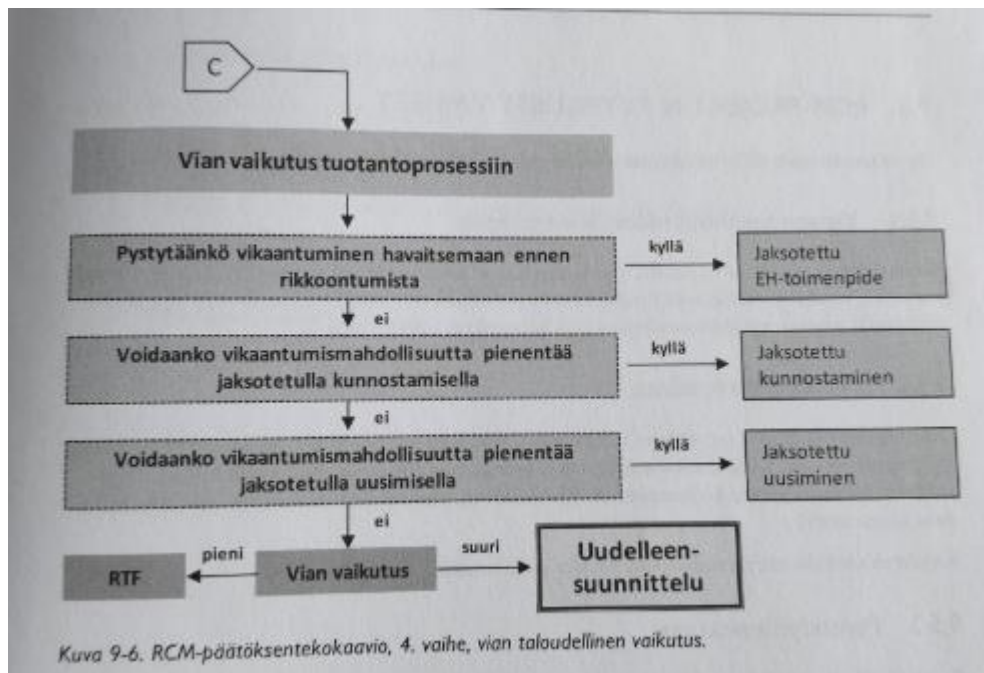 C
Vian vaikutus tuotantoprosessiin
Pystytäänkö vikaantuminen havaitsemaan ennen
rikkoontumista
kyllä
Jaksotettu
EH-toimenpide
ei
Voidaanko vikaantumismahdollisuutta pienentää
jaksotetulla kunnostamisella
kyllä
Jaksotettu
kunnostaminen
ei
Voidaanko vikaantumismahdollisuutta pienentää
jaksotetulla uusimisella
kyllä
Jaksotettu
uusiminen
ei
RTF
pieni
Vian vaikutus
suuri
Uudelleen-
suunnittelu
Kuva 9-6. RCM-päätöksentekokaavio, 4. vaihe, vian taloudellinen vaikutus.